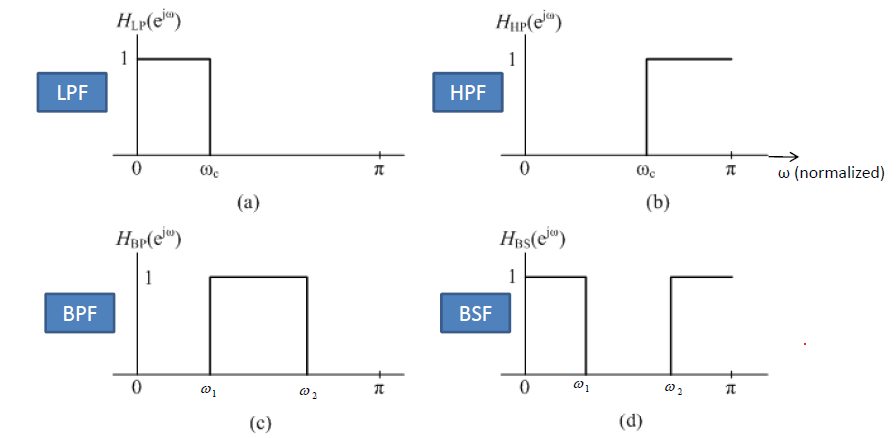 H_LP(e^jω)
1
LPF
0 ω_c π
(a)
H_HP(e^jω)
1
HPF
0 ω_c π
ω (normalized)
(b)
H_BP(e^jω)
1
BPF
0 ω_1 ω_2 π
(c)
H_BS(e^jω)
1
BSF
0 ω_1 ω_2 π
(d)